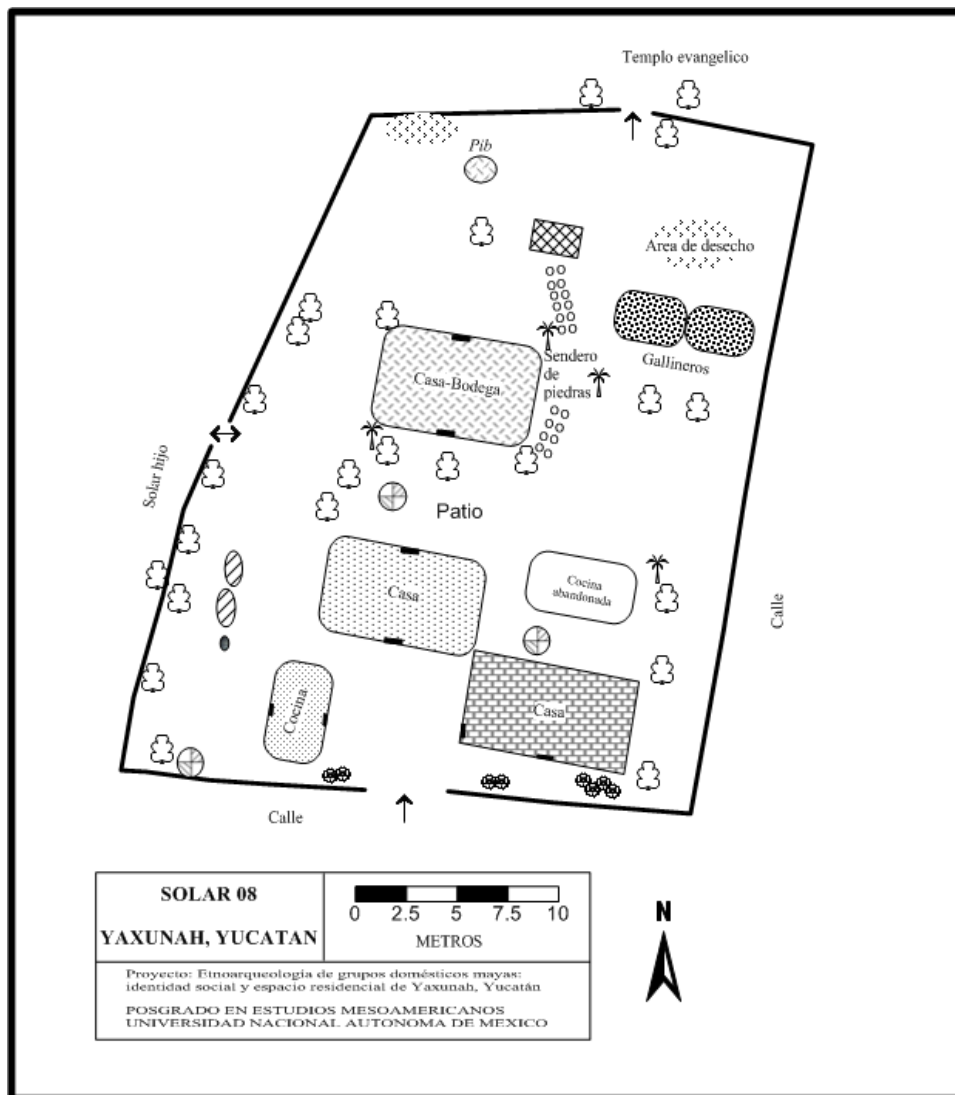 Templo evangelico
Pib
Area de desecho
Gallineros
Sendero
de
piedras
Casa-Bodega
Solar hijo
Patio
Casa
Cocina
abandonada
Calle
Cocina
Casa
Calle
SOLAR 08
YAXUNAH, YUCATAN
0 2.5 5 7.5 10
METROS
N
Proyecto: Etnoarqueología de grupos domésticos mayas:
identidad social y espacio residencial de Yaxunah, Yucatán
POSGRADO EN ESTUDIOS MESOAMERICANOS
UNIVERSIDAD NACIONAL AUTONOMA DE MEXICO